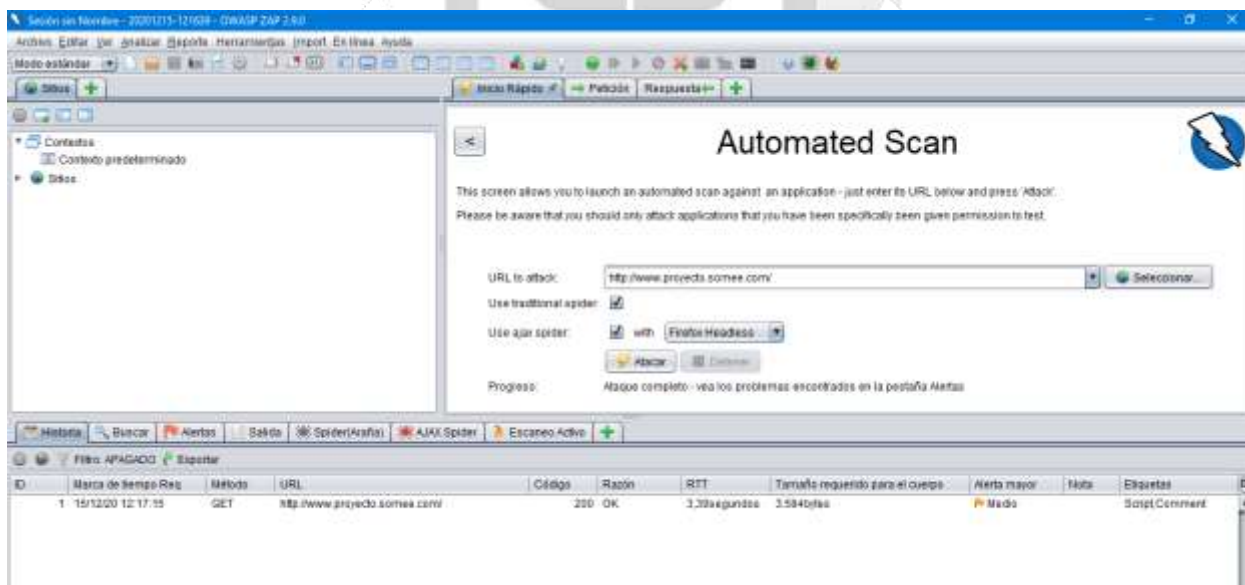 Sesión sin Nombre - 20201215-121639 - OWASP ZAP 2.9.0
Archivo Editar Ver Analizar Reporte Herramientas Import En línea Ayuda
Modo estándar
Sitios
Inicio Rápido
Petición
Respuesta
Contextos
Contexto predeterminado
Sitios
<
Automated Scan
This screen allows you to launch an automated scan against an application - just enter its URL below and press 'Attack'.
Please be aware that you should only attack applications that you have been specifically been given permission to test.
URL to attack: http://www.proyecto.somee.com/ Seleccionar...
Use traditional spider:
Use ajax spider: with Firefox Headless
Atacar Detener
Progreso: Ataque completo - vea los problemas encontrados en la pestaña Alertas
Historia Buscar Alertas Salida Spider(Araña) AJAX Spider Escaneo Activo
Filtro: APAGADO Exportar
ID Marca de tiempo Req Método URL Código Razón RTT Tamaño requerido para el cuerpo Alerta mayor Nota Etiquetas
1 15/12/20 12:17:15 GET http://www.proyecto.somee.com/ 200 OK 3,39segundos 3.584bytes Medio Script,Comment